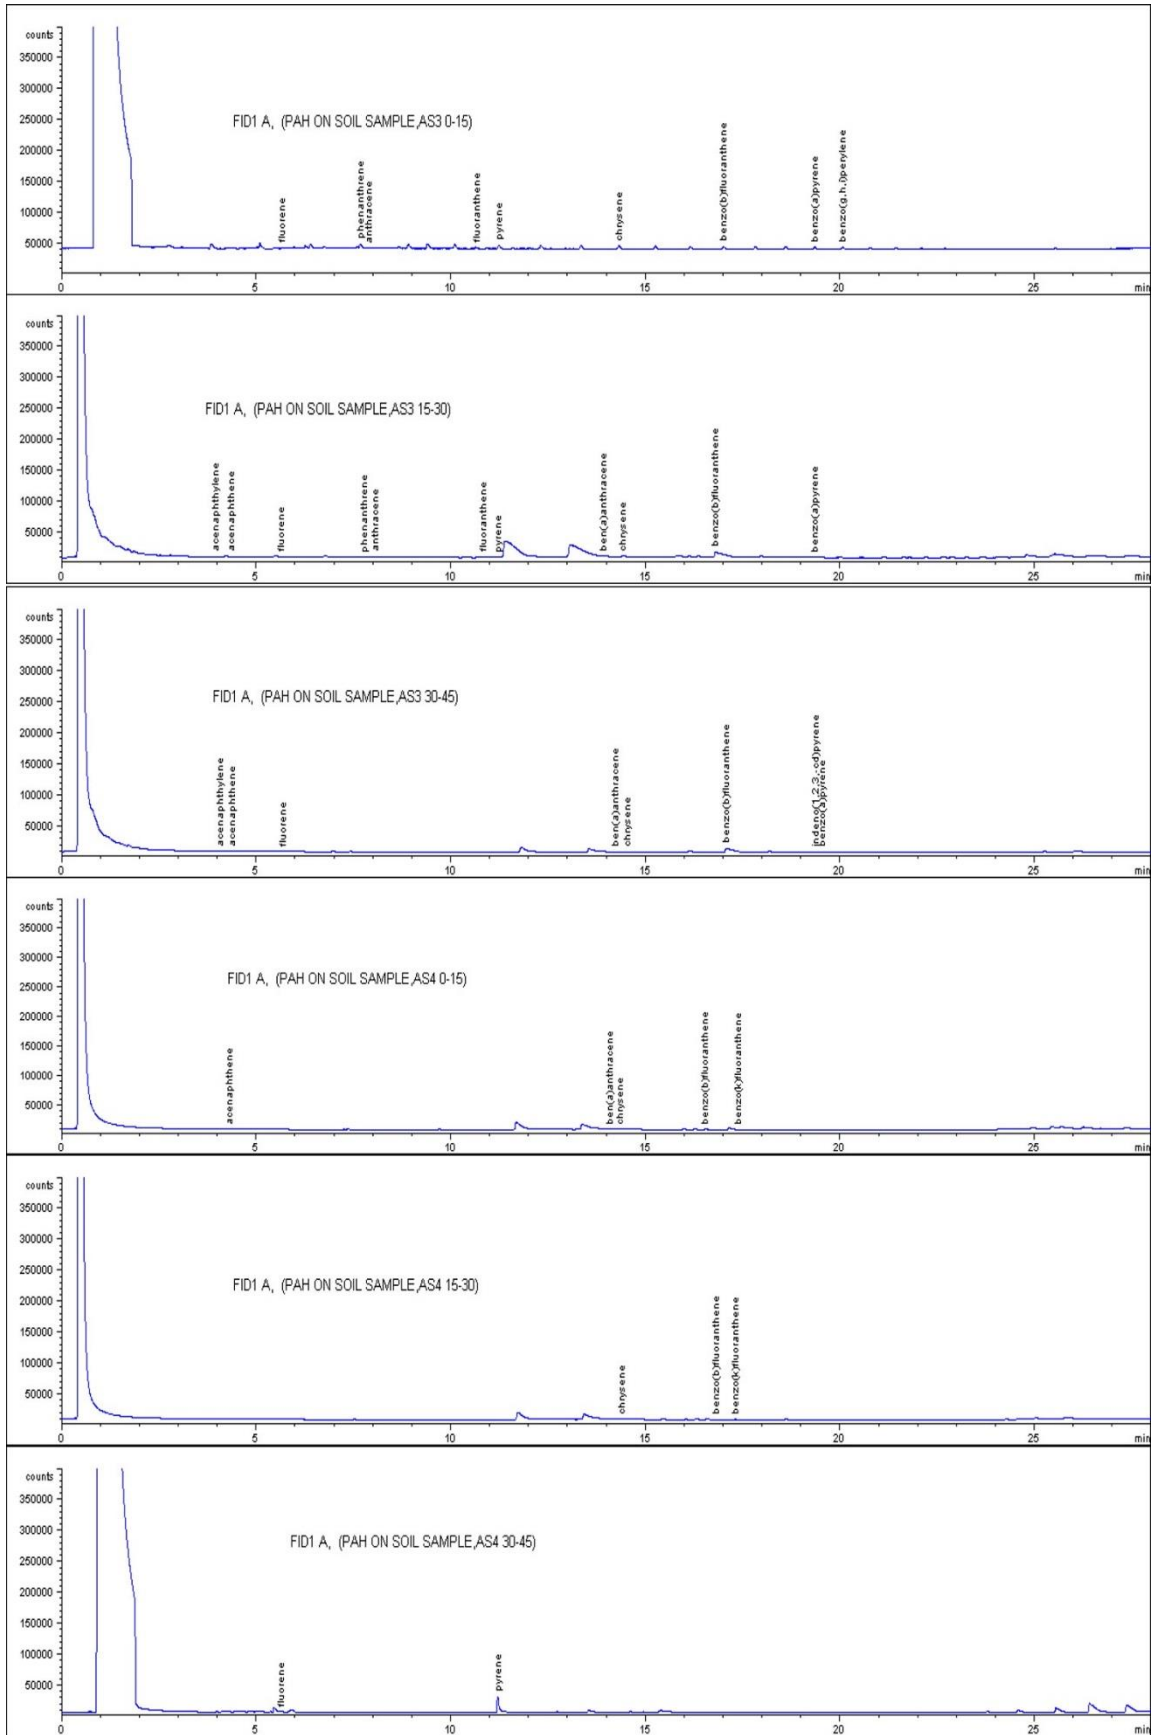 counts
350000
300000
250000
200000
150000
100000
50000
FID1 A, (PAH ON SOIL SAMPLE,AS3 0-15)
fluorene
phenanthrene
anthracene
fluoranthene
pyrene
chrysene
benzo(b)fluoranthene
benzo(a)pyrene
benzo(g,h,i)perylene
0 5 10 15 20 25 min
counts
350000
300000
250000
200000
150000
100000
50000
FID1 A, (PAH ON SOIL SAMPLE,AS3 15-30)
acenaphthylene
acenaphthene
fluorene
phenanthrene
anthracene
fluoranthene
pyrene
ben(a)anthracene
chrysene
benzo(b)fluoranthene
benzo(a)pyrene
0 5 10 15 20 25 min
counts
350000
300000
250000
200000
150000
100000
50000
FID1 A, (PAH ON SOIL SAMPLE,AS3 30-45)
acenaphthylene
acenaphthene
fluorene
ben(a)anthracene
chrysene
benzo(b)fluoranthene
indeno(1,2,3,-cd)pyrene
benzo(a)pyrene
0 5 10 15 20 25 min
counts
350000
300000
250000
200000
150000
100000
50000
FID1 A, (PAH ON SOIL SAMPLE,AS4 0-15)
acenaphthene
ben(a)anthracene
chrysene
benzo(b)fluoranthene
benzo(k)fluoranthene
0 5 10 15 20 25 min
counts
350000
300000
250000
200000
150000
100000
50000
FID1 A, (PAH ON SOIL SAMPLE,AS4 15-30)
chrysene
benzo(b)fluoranthene
benzo(k)fluoranthene
0 5 10 15 20 25 min
counts
350000
300000
250000
200000
150000
100000
50000
FID1 A, (PAH ON SOIL SAMPLE,AS4 30-45)
fluorene
pyrene
0 5 10 15 20 25 min